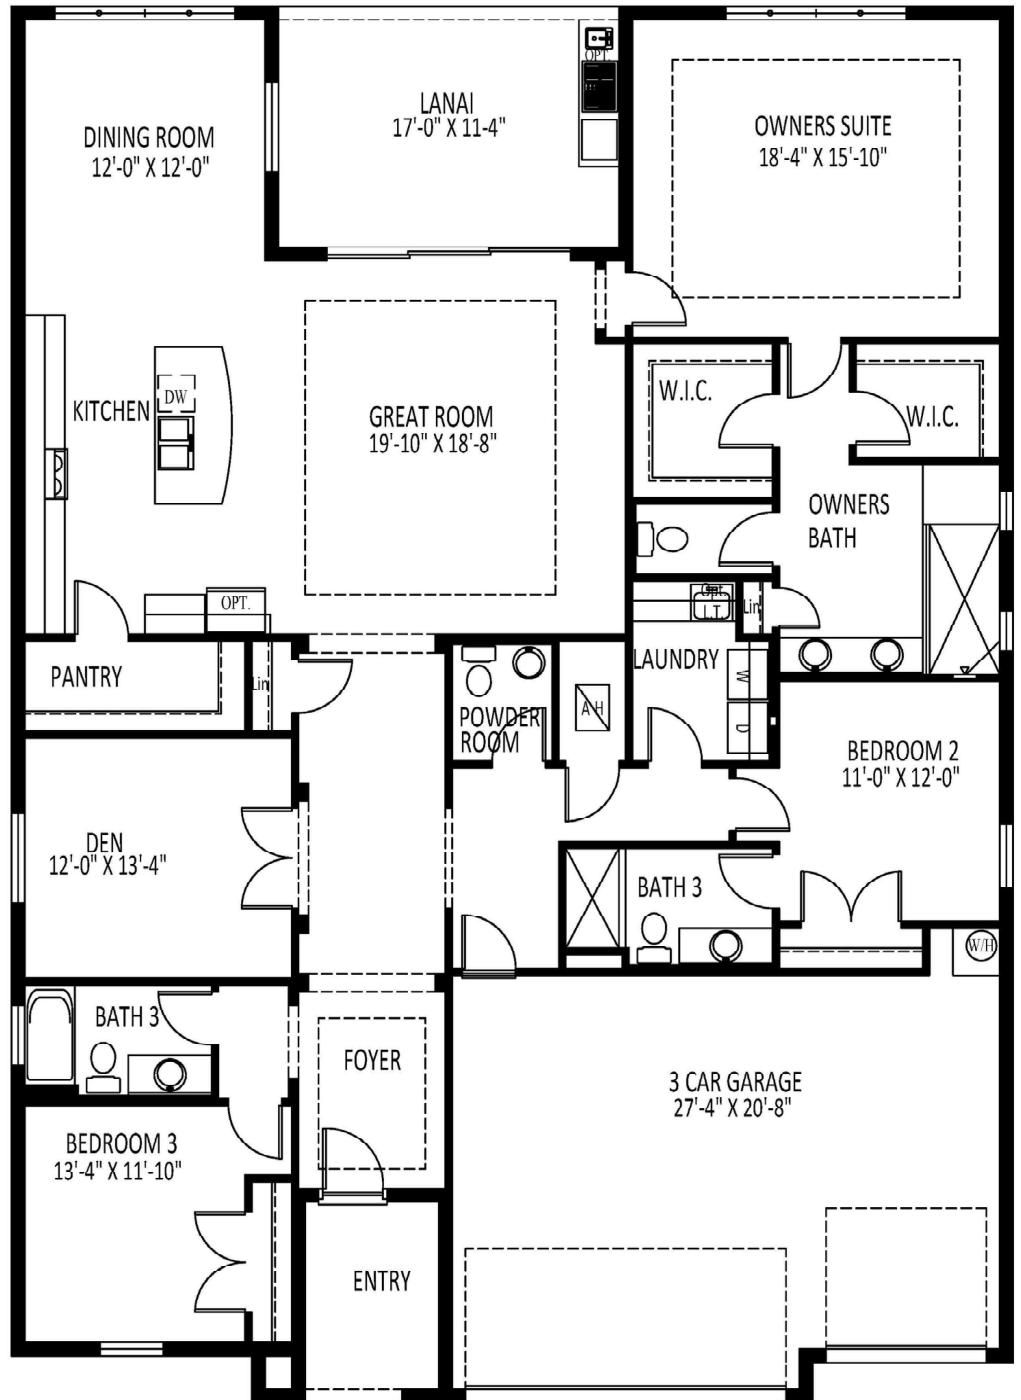 DINING ROOM
12'-0" X 12'-0"
LANAI
17'-0" X 11'-4"
OPT.
OWNERS SUITE
18'-4" X 15'-10"
KITCHEN
DW
GREAT ROOM
19'-10" X 18'-8"
W.I.C.
W.I.C.
OWNERS
BATH
OPT.
Opt.
L.T.
Lin
PANTRY
Lin
POWDER
ROOM
A-H
LAUNDRY
W
D
BEDROOM 2
11'-0" X 12'-0"
DEN
12'-0" X 13'-4"
BATH 3
W/H
BATH 3
FOYER
3 CAR GARAGE
27'-4" X 20'-8"
BEDROOM 3
13'-4" X 11'-10"
ENTRY